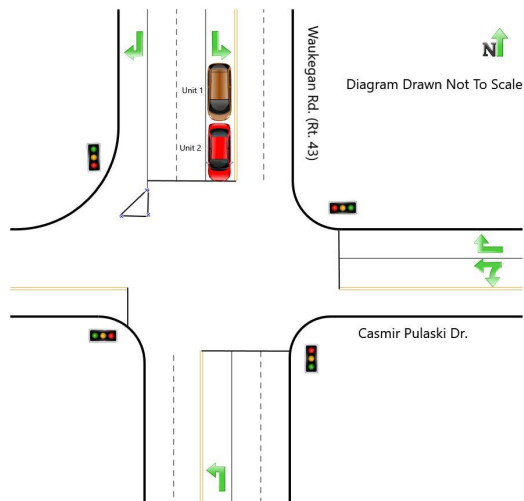 N
Diagram Drawn Not To Scale
Waukegan Rd. (Rt. 43)
Unit 1
Unit 2
Casmir Pulaski Dr.